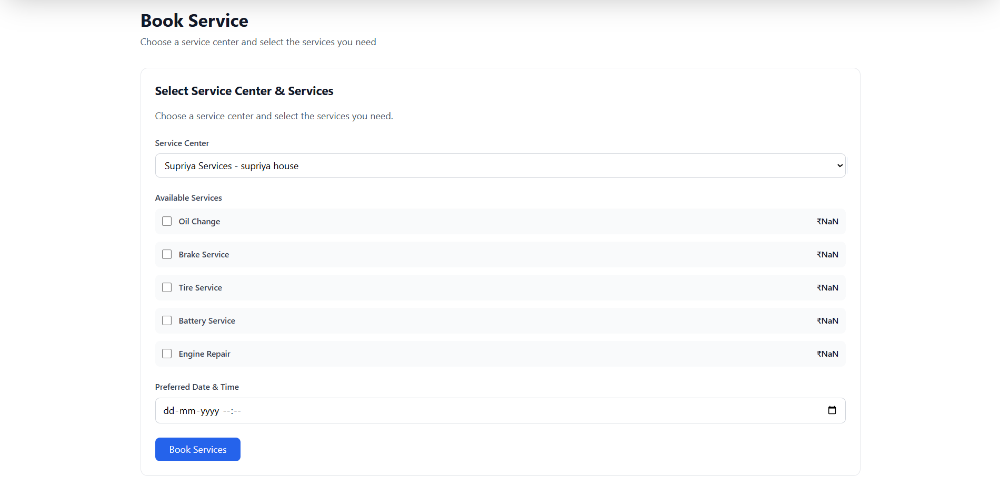 Book Service
Choose a service center and select the services you need
Select Service Center & Services
Choose a service center and select the services you need.
Service Center
Supriya Services - supriya house
Available Services
Oil Change ₹NaN
Brake Service ₹NaN
Tire Service ₹NaN
Battery Service ₹NaN
Engine Repair ₹NaN
Preferred Date & Time
dd-mm-yyyy --:--
Book Services